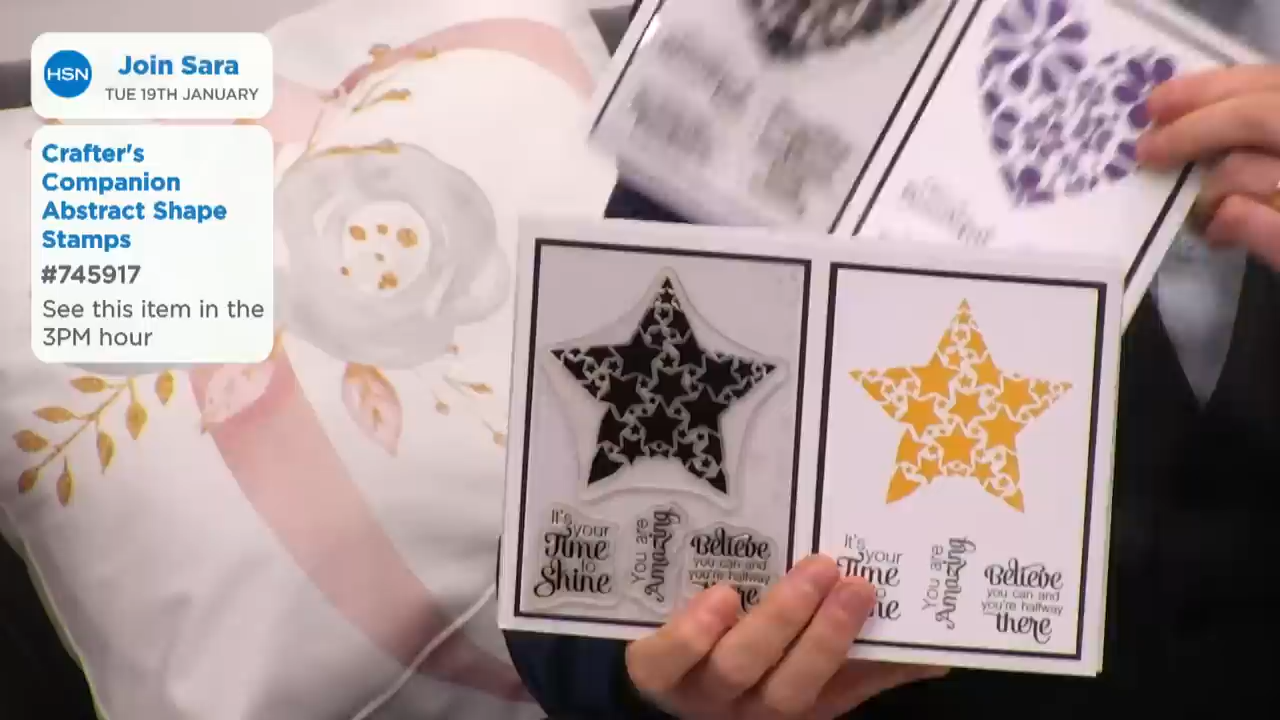 HSN
Join Sara
TUE 19TH JANUARY
Crafter's
Companion
Abstract Shape
Stamps
#745917
See this item in the
3PM hour
It's your
Time
to
Shine
You are
Amazing
Believe
you can and
you're halfway
It's your
Time
You are
Amazing
Believe
you can and
you're halfway
there